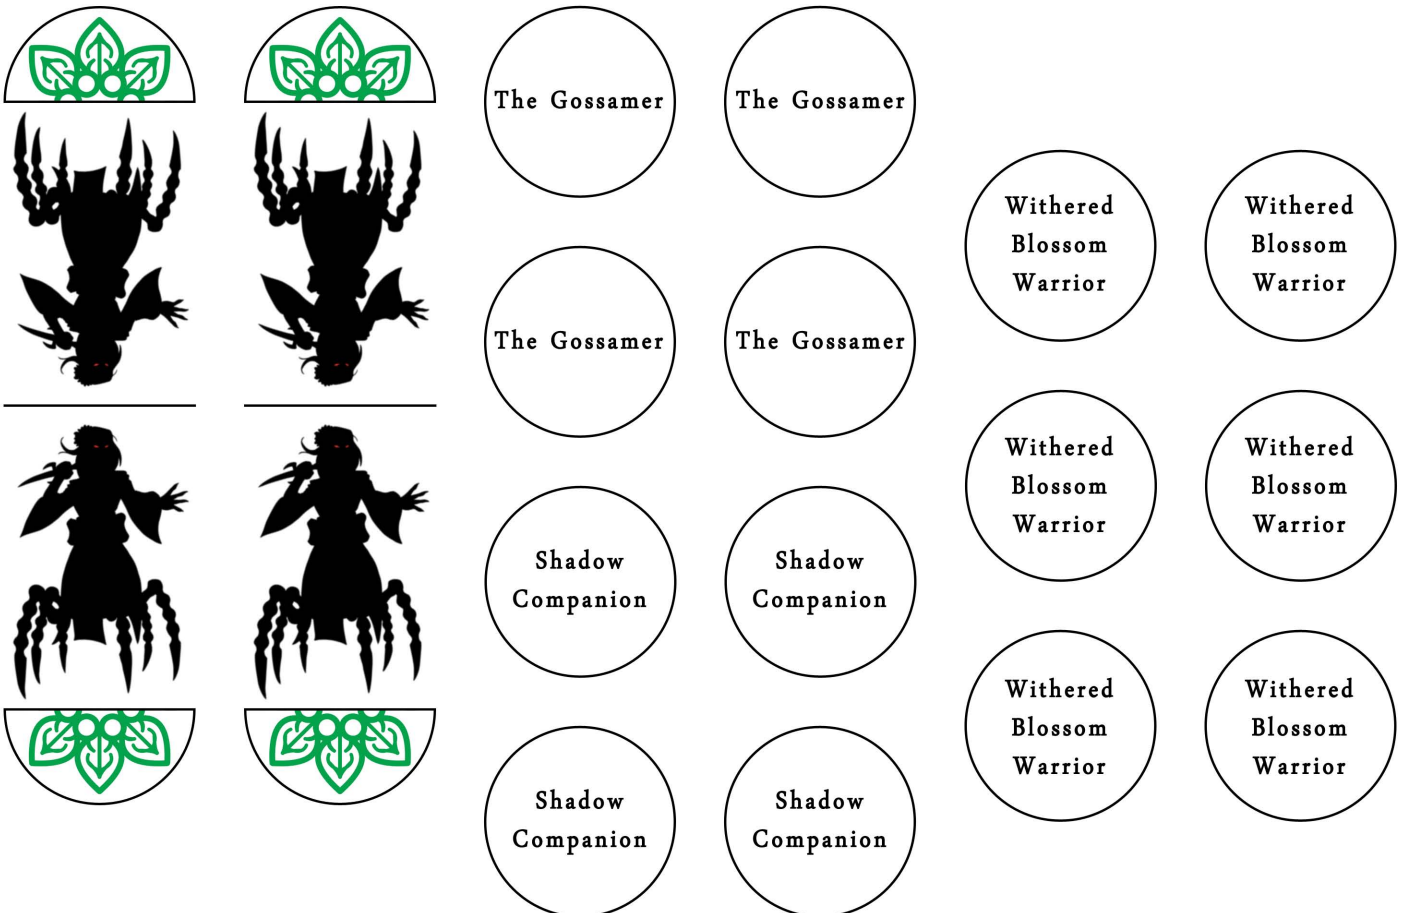 The Gossamer
The Gossamer
The Gossamer
The Gossamer
Shadow
Companion
Shadow
Companion
Shadow
Companion
Shadow
Companion
Withered
Blossom
Warrior
Withered
Blossom
Warrior
Withered
Blossom
Warrior
Withered
Blossom
Warrior
Withered
Blossom
Warrior
Withered
Blossom
Warrior